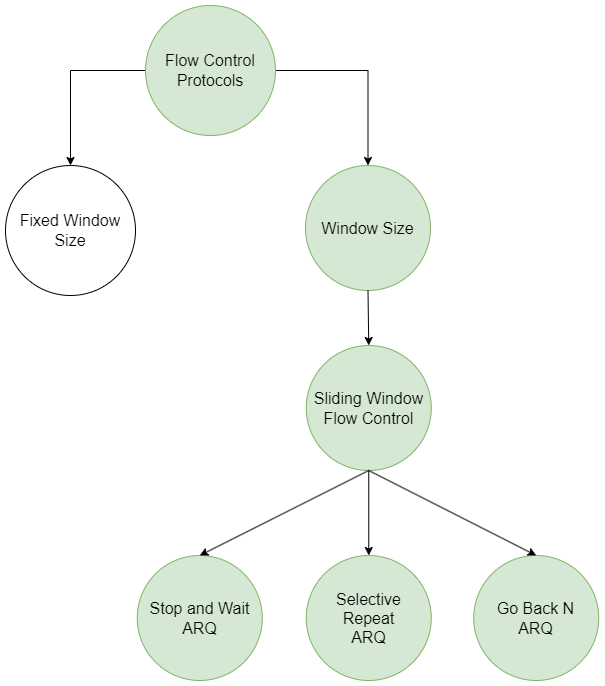 Flow Control
Protocols
Fixed Window
Size
Window Size
Sliding Window
Flow Control
Stop and Wait
ARQ
Selective
Repeat
ARQ
Go Back N
ARQ